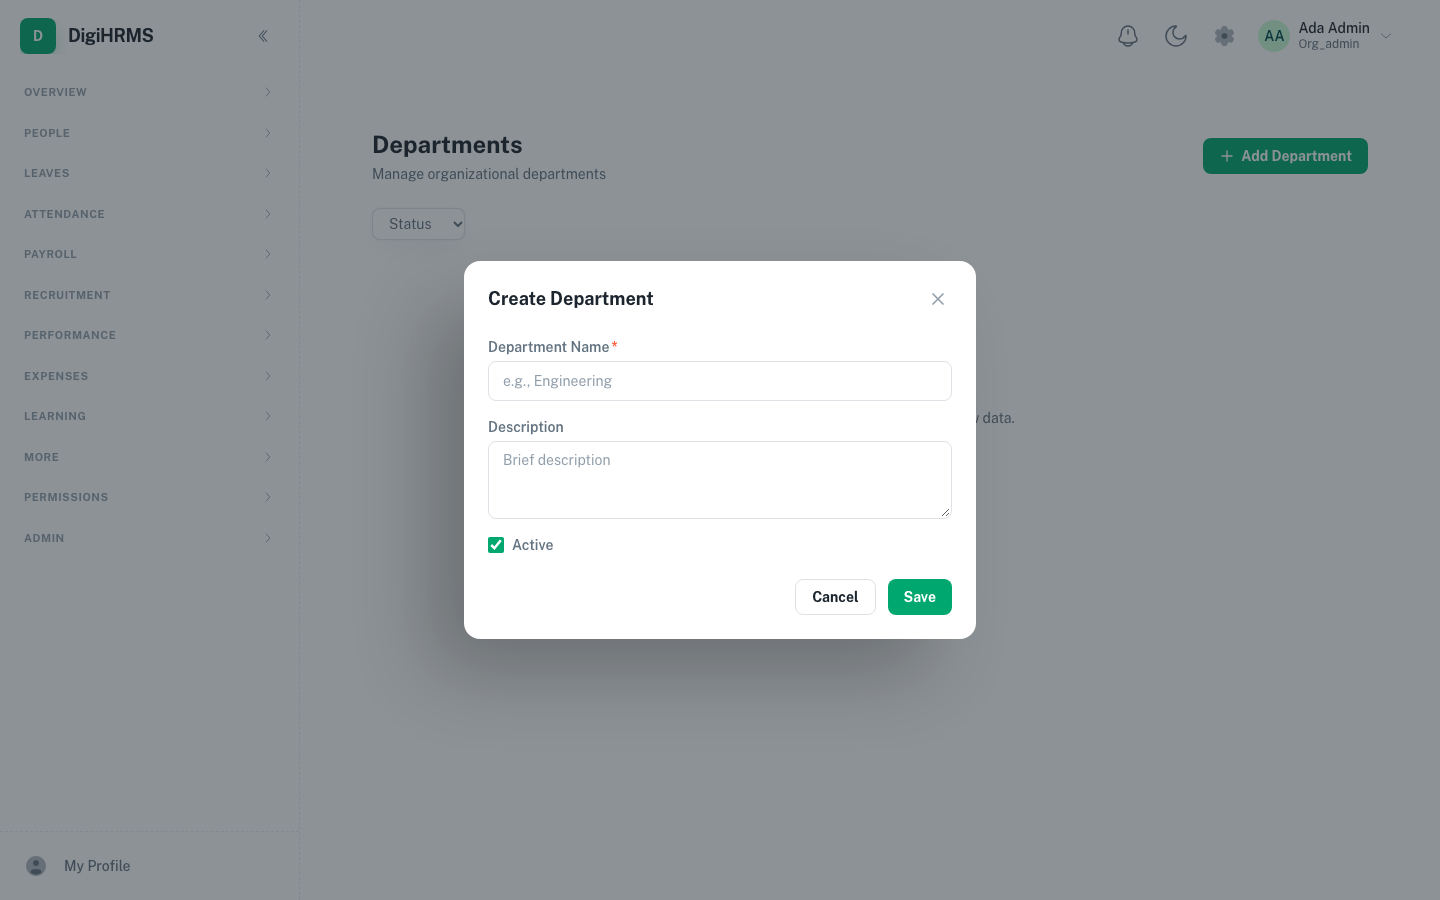 D DigiHRMS
OVERVIEW
PEOPLE
LEAVES
ATTENDANCE
PAYROLL
RECRUITMENT
PERFORMANCE
EXPENSES
LEARNING
MORE
PERMISSIONS
ADMIN
My Profile
AA Ada Admin
Org_admin
Departments
Manage organizational departments
+ Add Department
Status
data.
Create Department
Department Name *
e.g., Engineering
Description
Brief description
Active
Cancel Save